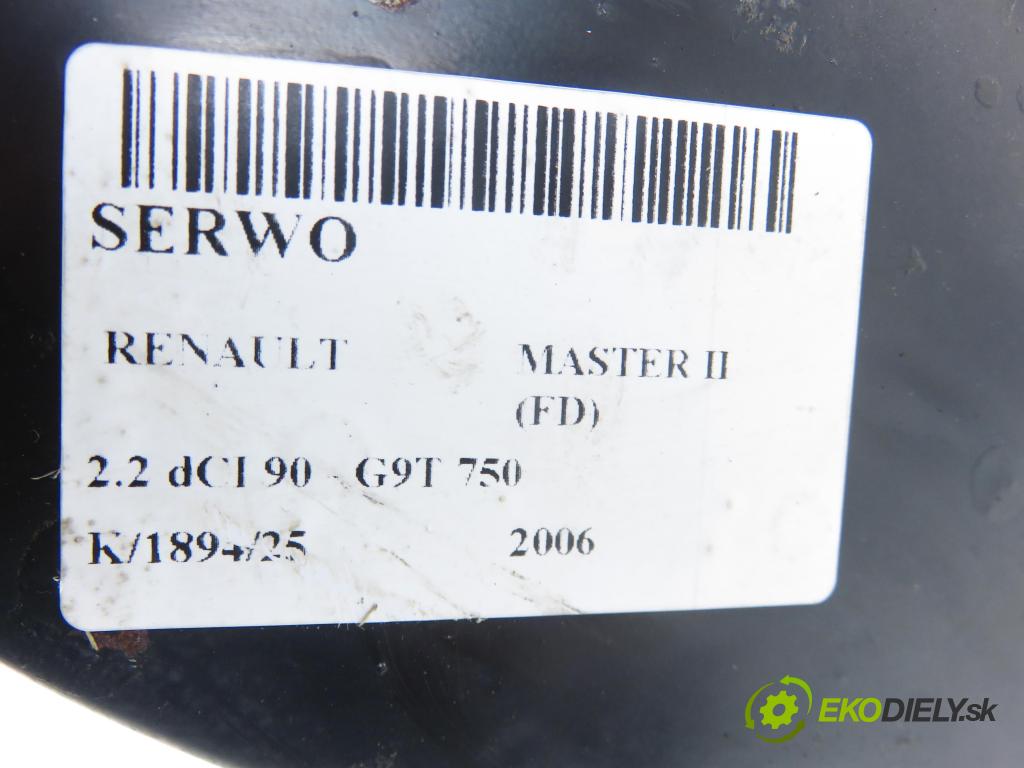 SERWO
RENAULT MASTER II
(FD)
2.2 dCI 90 - G9T 750
K/1894/25 2006
EKODIELY.sk